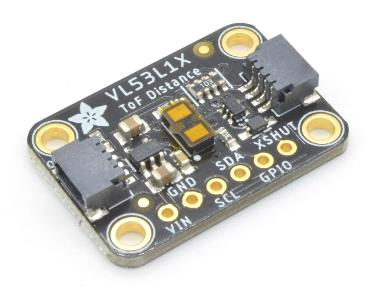 VL53L1X
ToF Distance
VIN
GND
SCL
SDA
GPIO
XSHUT